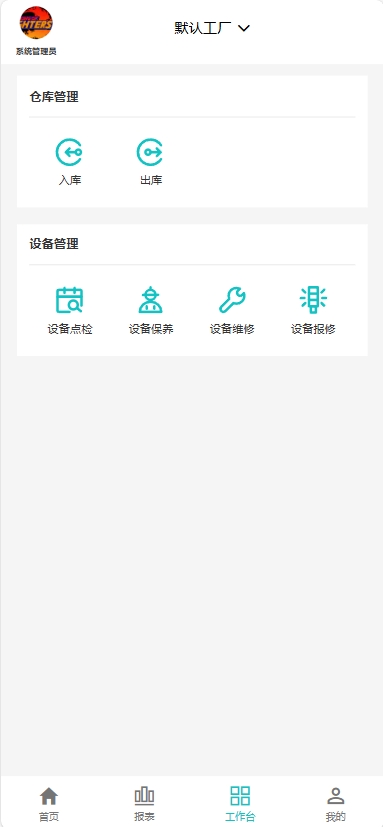 默认工厂
系统管理员
仓库管理
入库 出库
设备管理
设备点检 设备保养 设备维修 设备报修
首页 报表 工作台 我的